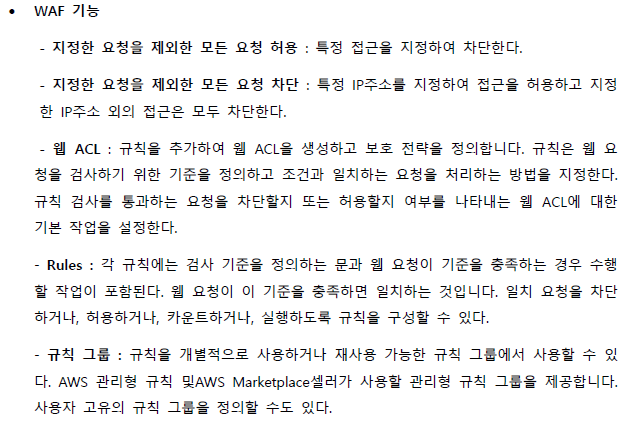 • WAF 기능
- 지정한 요청을 제외한 모든 요청 허용 : 특정 접근을 지정하여 차단한다.
- 지정한 요청을 제외한 모든 요청 차단 : 특정 IP주소를 지정하여 접근을 허용하고 지정
한 IP주소 외의 접근은 모두 차단한다.
- 웹 ACL : 규칙을 추가하여 웹 ACL을 생성하고 보호 전략을 정의합니다. 규칙은 웹 요
청을 검사하기 위한 기준을 정의하고 조건과 일치하는 요청을 처리하는 방법을 지정한다.
규칙 검사를 통과하는 요청을 차단할지 또는 허용할지 여부를 나타내는 웹 ACL에 대한
기본 작업을 설정한다.
- Rules : 각 규칙에는 검사 기준을 정의하는 문과 웹 요청이 기준을 충족하는 경우 수행
할 작업이 포함된다. 웹 요청이 이 기준을 충족하면 일치하는 것입니다. 일치 요청을 차단
하거나, 허용하거나, 카운트하거나, 실행하도록 규칙을 구성할 수 있다.
- 규칙 그룹 : 규칙을 개별적으로 사용하거나 재사용 가능한 규칙 그룹에서 사용할 수 있
다. AWS 관리형 규칙 및AWS Marketplace셀러가 사용할 관리형 규칙 그룹을 제공합니다.
사용자 고유의 규칙 그룹을 정의할 수도 있다.